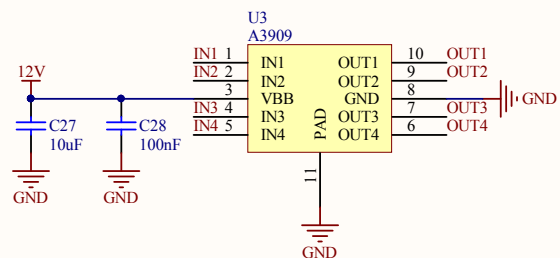 U3
A3909
IN1 1 IN1 OUT1 10 OUT1
IN2 2 IN2 OUT2 9 OUT2
12V
3 VBB GND 8 GND
IN3 4 IN3 OUT3 7 OUT3
IN4 5 IN4 OUT4 6 OUT4
PAD
C27
10uF
C28
100nF
11
GND
GND
GND